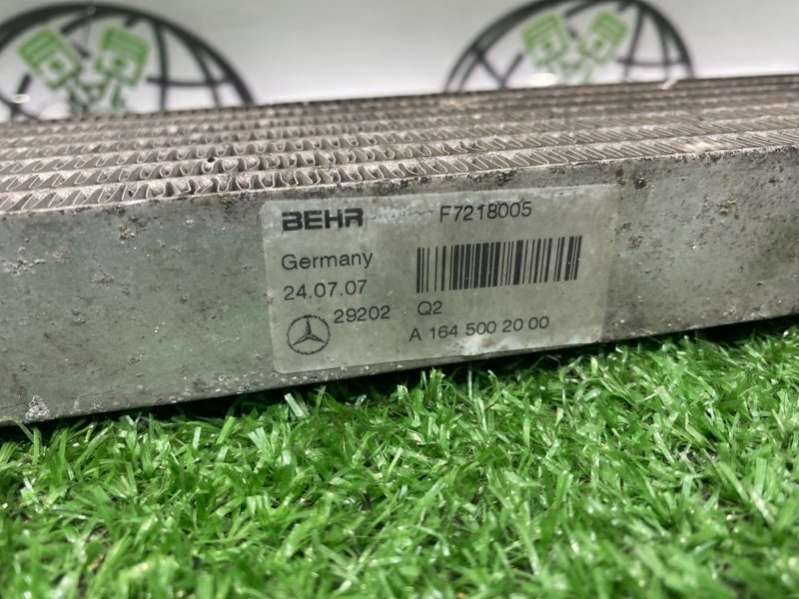 BEHR F7218005
Germany
24.07.07
29202 Q2
A 164 500 20 00